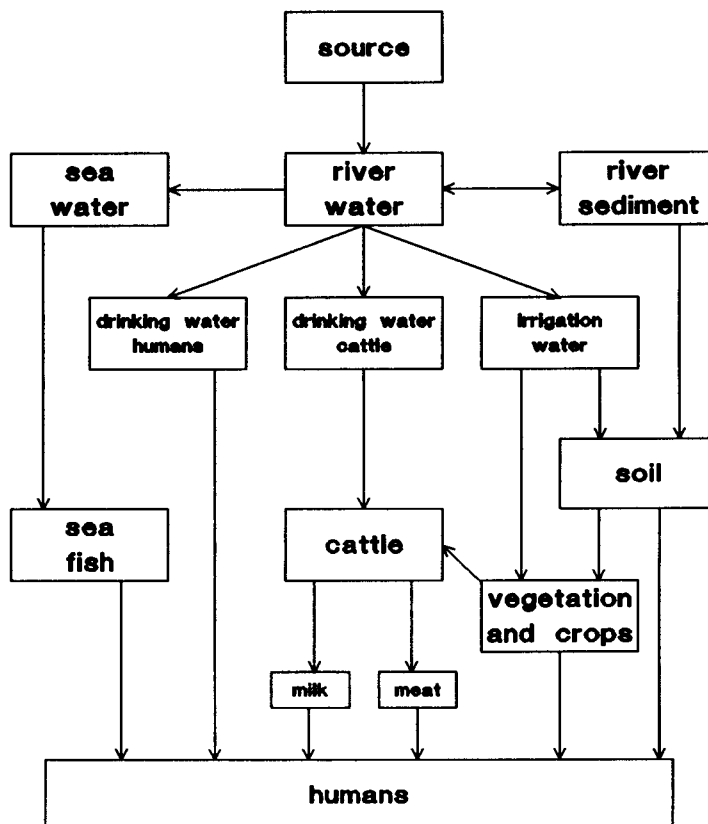 source
sea
water
river
water
river
sediment
drinking water
humans
drinking water
cattle
irrigation
water
soil
sea
fish
cattle
vegetation
and crops
milk
meat
humans